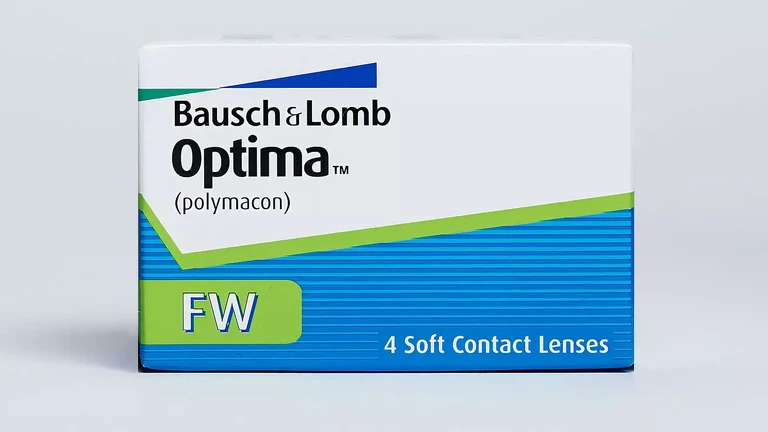 Bausch & Lomb
Optima™
(polymacon)
FW
4 Soft Contact Lenses